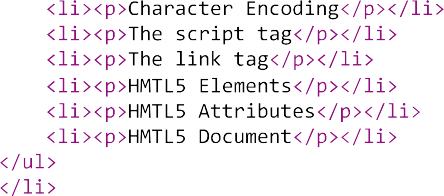 <li><p>Character Encoding</p></li>
<li><p>The script tag</p></li>
<li><p>The link tag</p></li>
<li><p>HMTL5 Elements</p></li>
<li><p>HMTL5 Attributes</p></li>
<li><p>HMTL5 Document</p></li>
</ul>
</li>